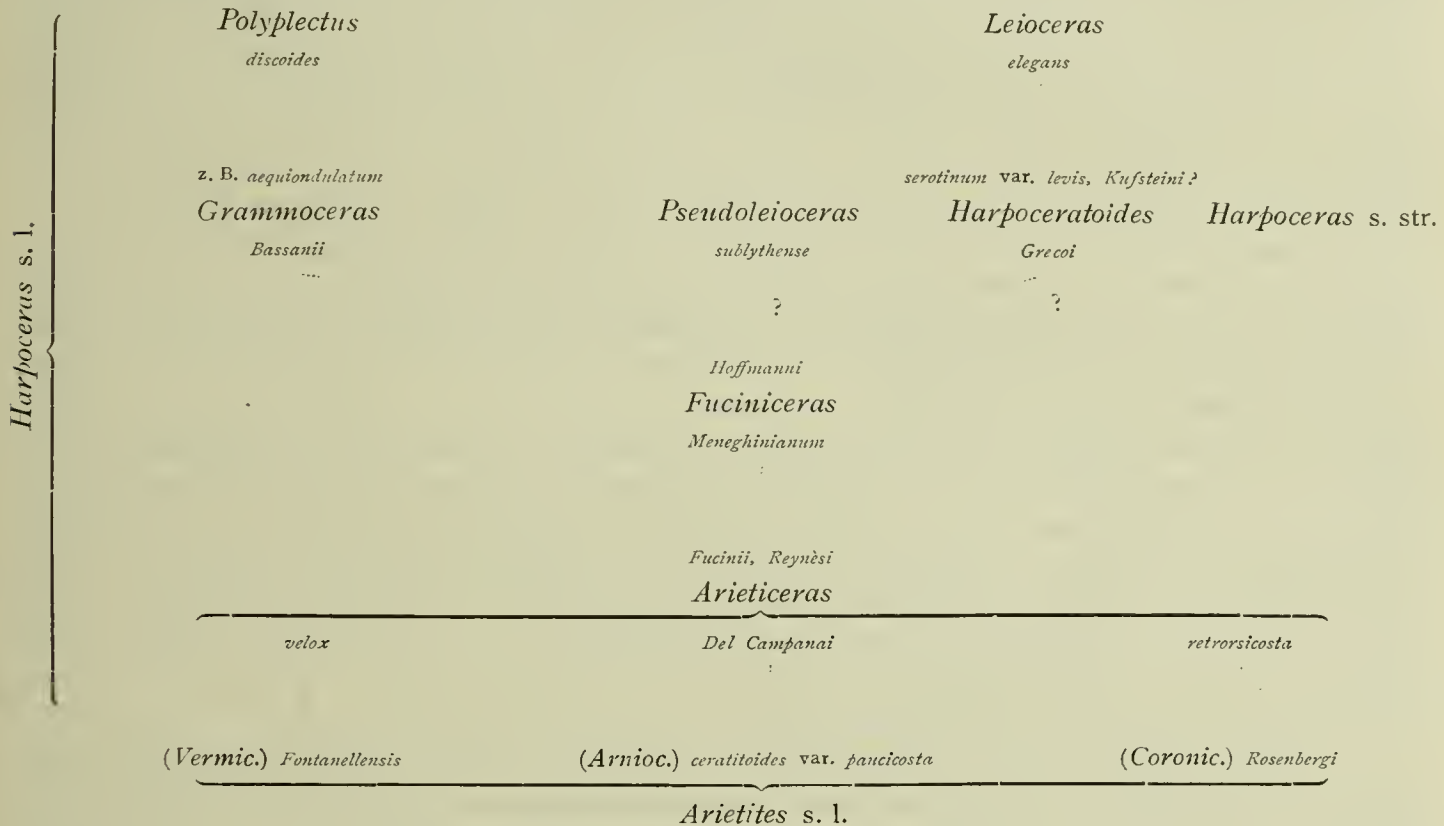 Polyplectus Leioceras
discoides elegans
z. B. aequiondulatum serotinum var. levis, Kufsteini?
Grammoceras Pseudoleioceras Harpoceratoides Harpoceras s. str.
Bassanii sublythense Grecoi
? ?
Harpoceras s. l.
Hoffmanni
Fuciniceras
Meneghinianum
Fucinii, Reynèsi
Arieticeras
velox Del Campanai retrorsicosta
(Vermic.) Fontanellensis (Arnioc.) ceratitoides var. paucicosta (Coronic.) Rosenbergi
Arietites s. l.